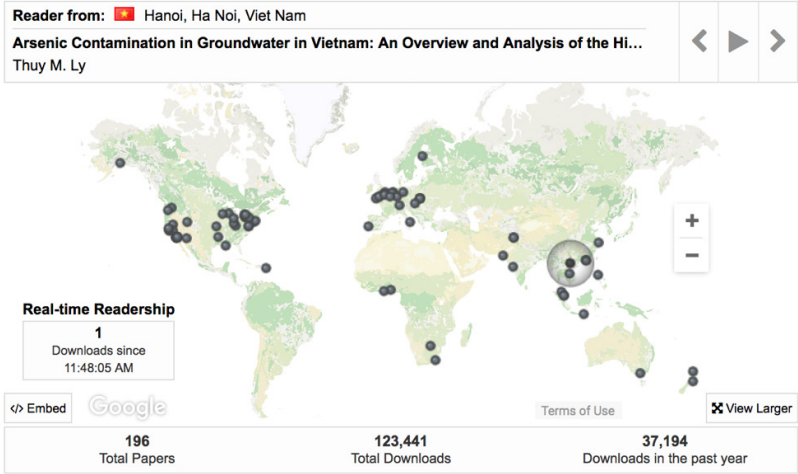 Reader from: Hanoi, Ha Noi, Viet Nam
Arsenic Contamination in Groundwater in Vietnam: An Overview and Analysis of the Hi...
Thuy M. Ly
Real-time Readership
1
Downloads since
11:48:05 AM
</> Embed
Google
Terms of Use
View Larger
196
Total Papers
123,441
Total Downloads
37,194
Downloads in the past year